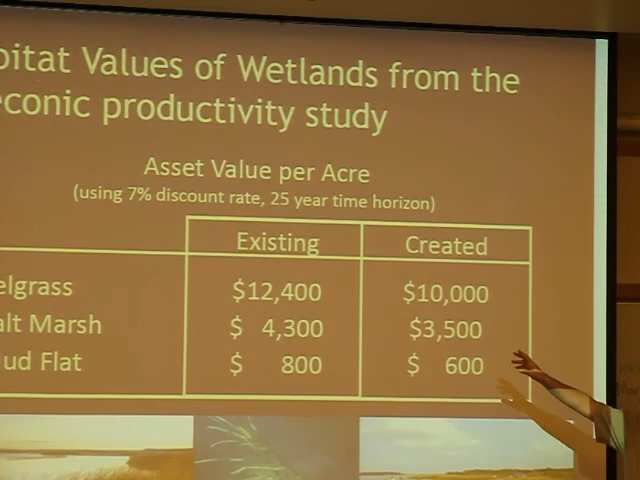 bitat Values of Wetlands from the
econic productivity study
Asset Value per Acre
(using 7% discount rate, 25 year time horizon)
Existing Created
elgrass $12,400 $10,000
alt Marsh $ 4,300 $3,500
ud Flat $ 800 $ 600